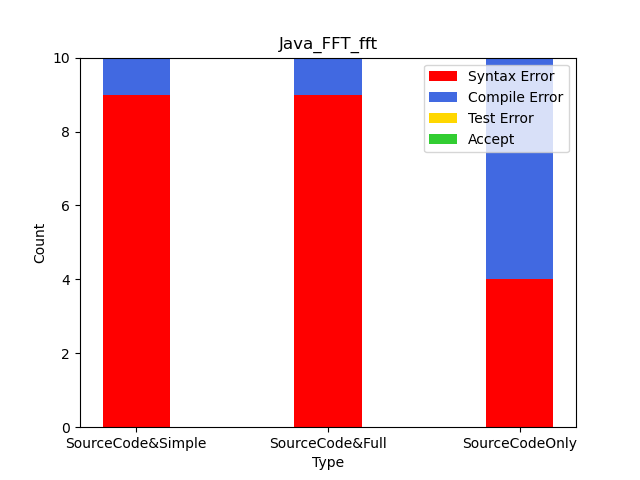 Java_FFT_fft
Syntax Error
Compile Error
Test Error
Accept
10
8
6
4
2
0
Count
SourceCode&Simple SourceCode&Full SourceCodeOnly
Type